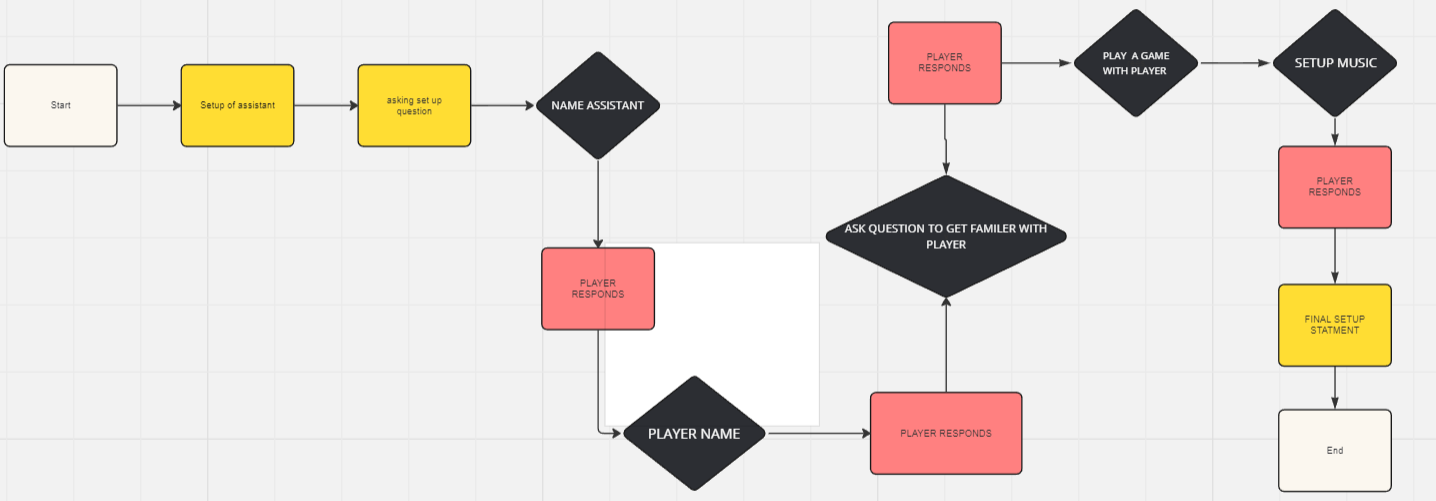 Start
Setup of assistant
asking set up
question
NAME ASSISTANT
PLAYER
RESPONDS
PLAYER NAME
PLAYER RESPONDS
ASK QUESTION TO GET FAMILER WITH
PLAYER
PLAYER
RESPONDS
PLAY A GAME
WITH PLAYER
SETUP MUSIC
PLAYER
RESPONDS
FINAL SETUP
STATMENT
End